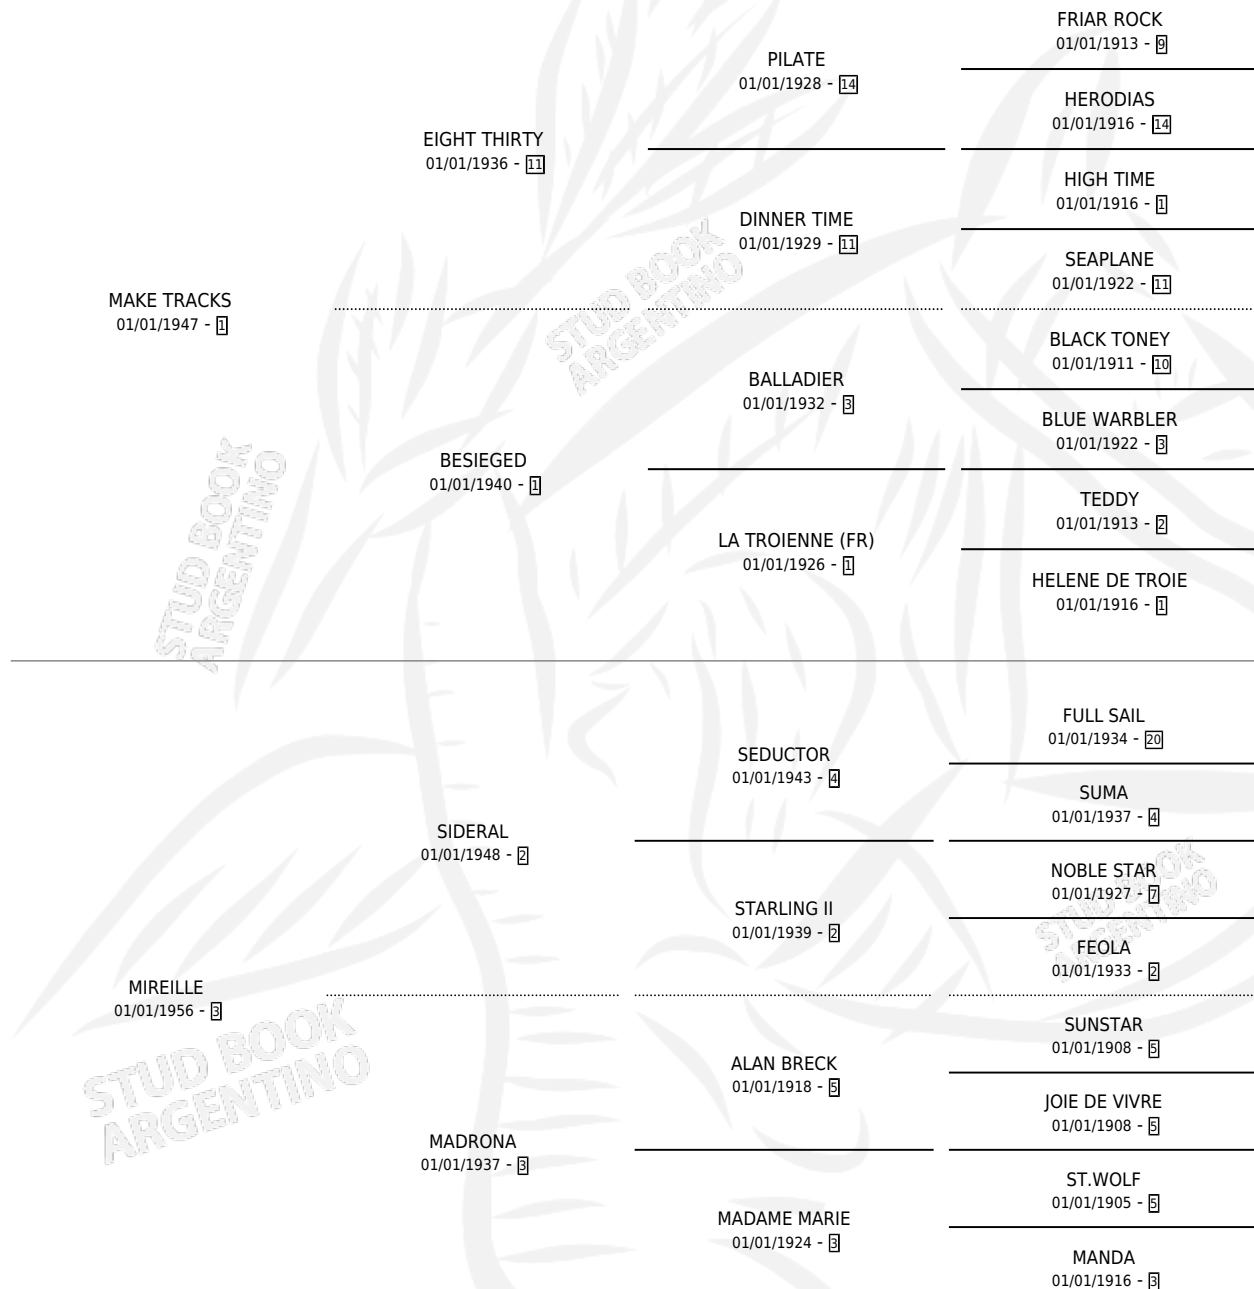 FRIAR ROCK
01/01/1913 - 9
PILATE
01/01/1928 - 14
HERODIAS
01/01/1916 - 14
EIGHT THIRTY
01/01/1936 - 11
HIGH TIME
01/01/1916 - 1
DINNER TIME
01/01/1929 - 11
SEAPLANE
01/01/1922 - 11
MAKE TRACKS
01/01/1947 - 1
BLACK TONEY
01/01/1911 - 10
BALLADIER
01/01/1932 - 3
BLUE WARBLER
01/01/1922 - 3
BESIEGED
01/01/1940 - 1
TEDDY
01/01/1913 - 2
LA TROIENNE (FR)
01/01/1926 - 1
HELENE DE TROIE
01/01/1916 - 1
FULL SAIL
01/01/1934 - 20
SEDUCTOR
01/01/1943 - 4
SUMA
01/01/1937 - 4
SIDERAL
01/01/1948 - 2
NOBLE STAR
01/01/1927 - 7
STARLING II
01/01/1939 - 2
FEOLA
01/01/1933 - 2
MIREILLE
01/01/1956 - 3
SUNSTAR
01/01/1908 - 5
ALAN BRECK
01/01/1918 - 5
JOIE DE VIVRE
01/01/1908 - 5
MADRONA
01/01/1937 - 3
ST.WOLF
01/01/1905 - 5
MADAME MARIE
01/01/1924 - 3
MANDA
01/01/1916 - 3
STUD BOOK
ARGENTINO
STUD BOOK
ARGENTINO
STUD BOOK
ARGENTINO
STUD BOOK
ARGENTINO